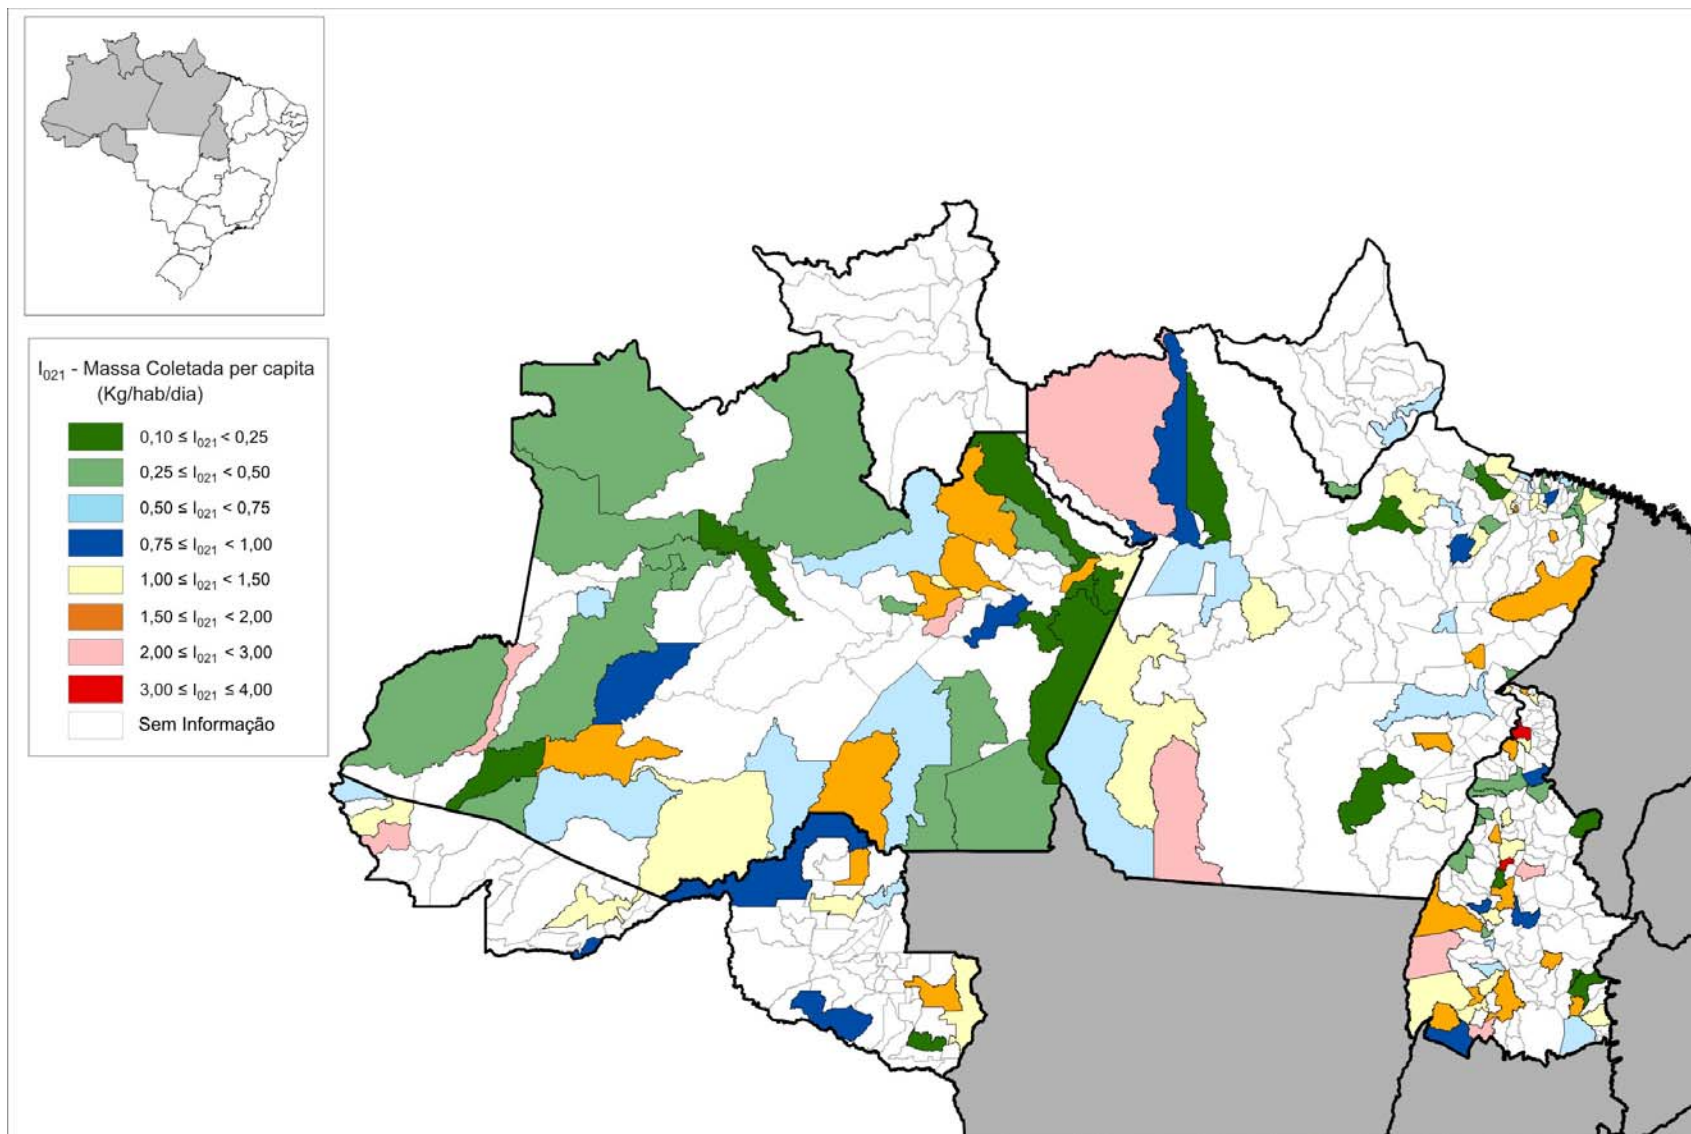 I₀₂₁ - Massa Coletada per capita
(Kg/hab/dia)
0,10 ≤ I₀₂₁ < 0,25
0,25 ≤ I₀₂₁ < 0,50
0,50 ≤ I₀₂₁ < 0,75
0,75 ≤ I₀₂₁ < 1,00
1,00 ≤ I₀₂₁ < 1,50
1,50 ≤ I₀₂₁ < 2,00
2,00 ≤ I₀₂₁ < 3,00
3,00 ≤ I₀₂₁ ≤ 4,00
Sem Informação